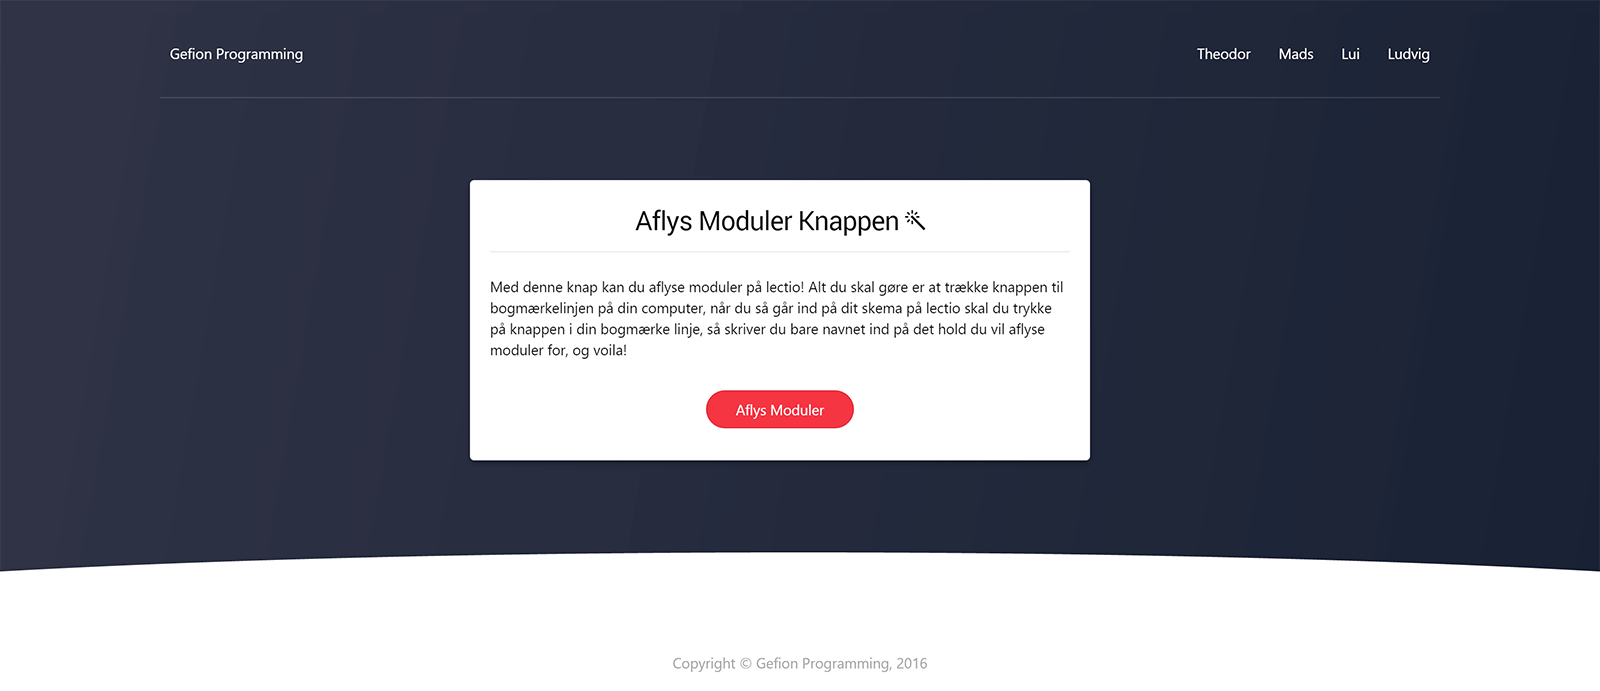 Gefion Programming
Theodor Mads Lui Ludvig
Aflys Moduler Knappen
Med denne knap kan du aflyse moduler på lectio! Alt du skal gøre er at trække knappen til
bogmærkelinjen på din computer, når du så går ind på dit skema på lectio skal du trykke
på knappen i din bogmærke linje, så skriver du bare navnet ind på det hold du vil aflyse
moduler for, og voila!
Aflys Moduler
Copyright © Gefion Programming, 2016